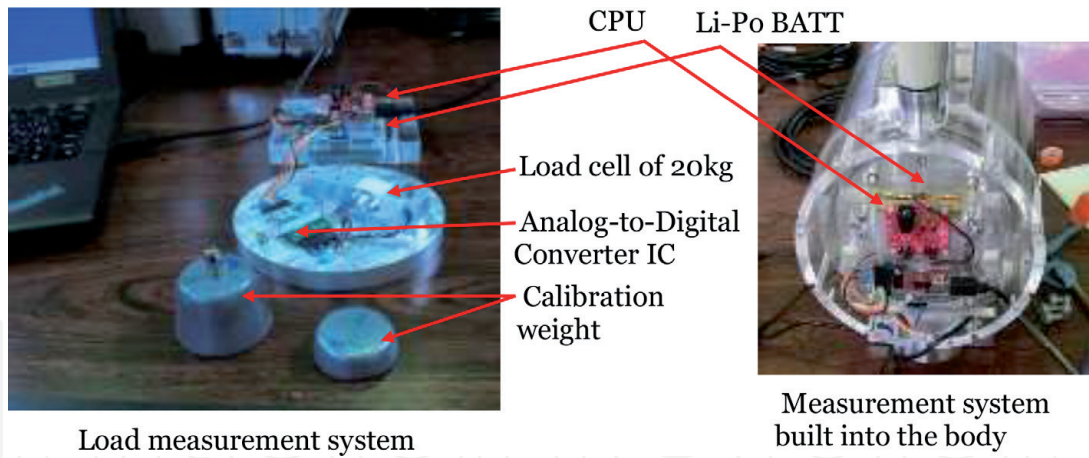 CPU
Li-Po BATT
Load cell of 20kg
Analog-to-Digital
Converter IC
Calibration
weight
Load measurement system
Measurement system
built into the body